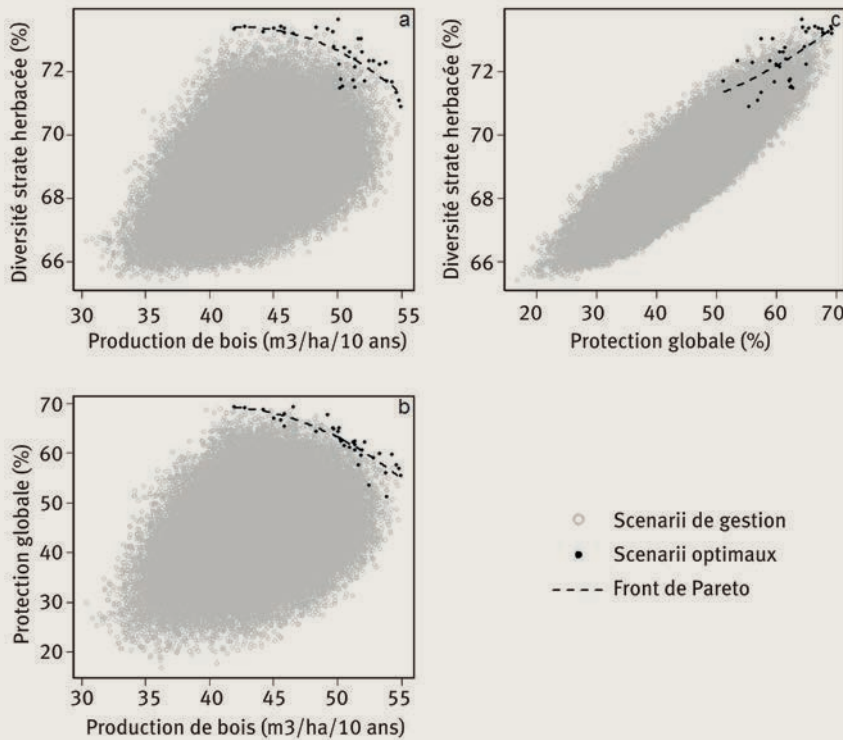 a
Diversité strate herbacée (%)
72
70
68
66
30 35 40 45 50 55
Production de bois (m3/ha/10 ans)
c
Diversité strate herbacée (%)
72
70
68
66
20 30 40 50 60 70
Protection globale (%)
b
Protection globale (%)
70
60
50
40
30
20
30 35 40 45 50 55
Production de bois (m3/ha/10 ans)
Scenarii de gestion
Scenarii optimaux
Front de Pareto